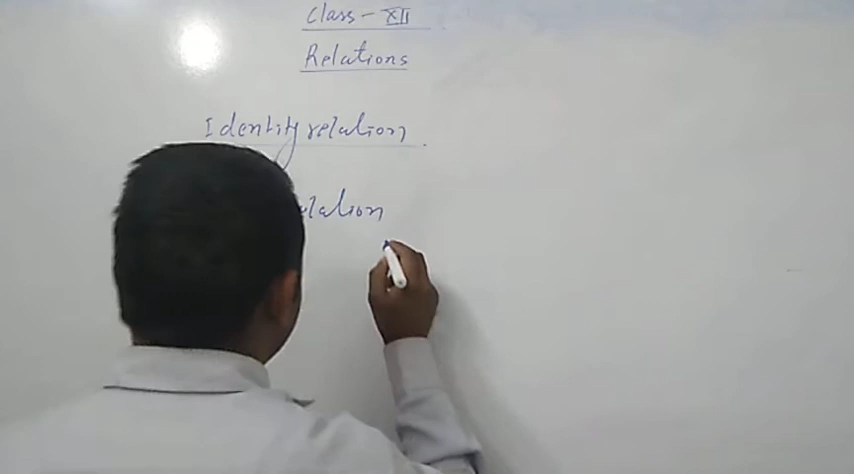 Class - XII
Relations
Identity relation.